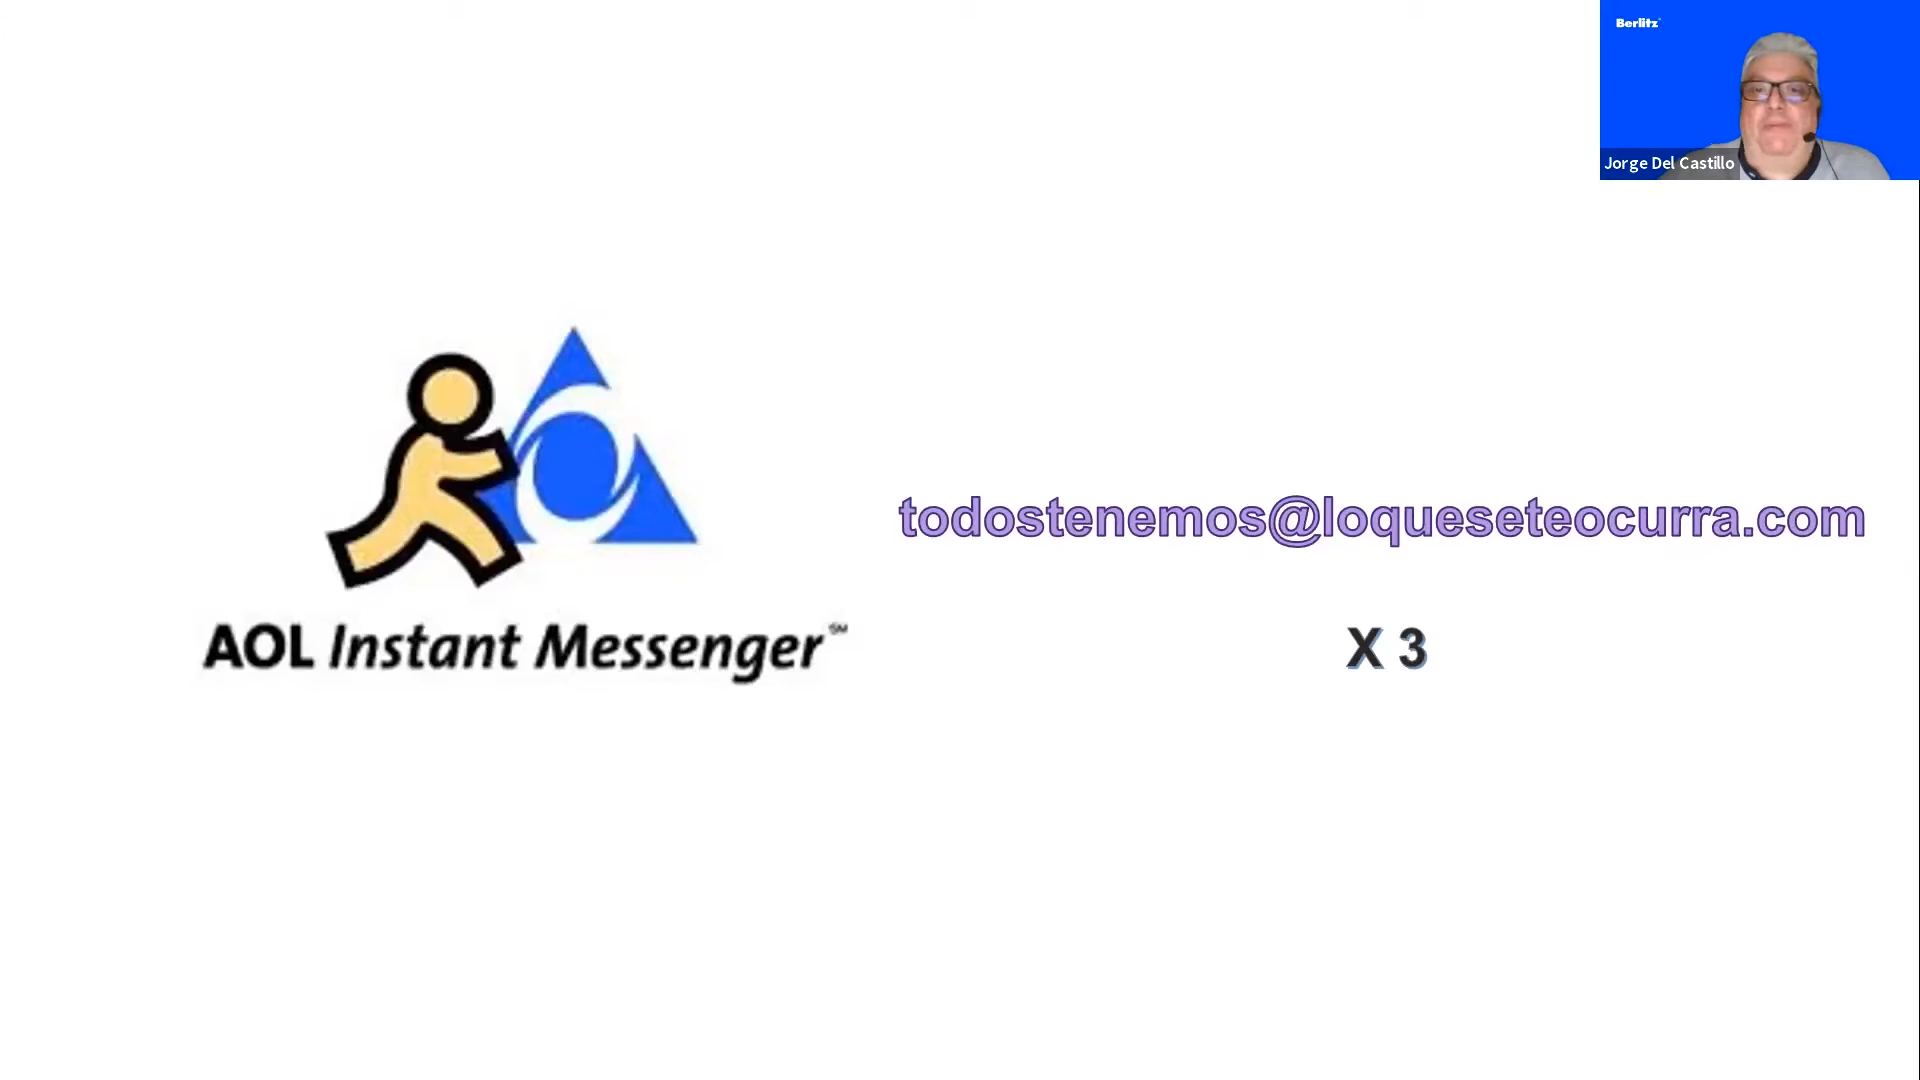 Berlitz
Jorge Del Castillo
AOL Instant Messenger℠
todostenemos@loqueseteocurra.com
X 3